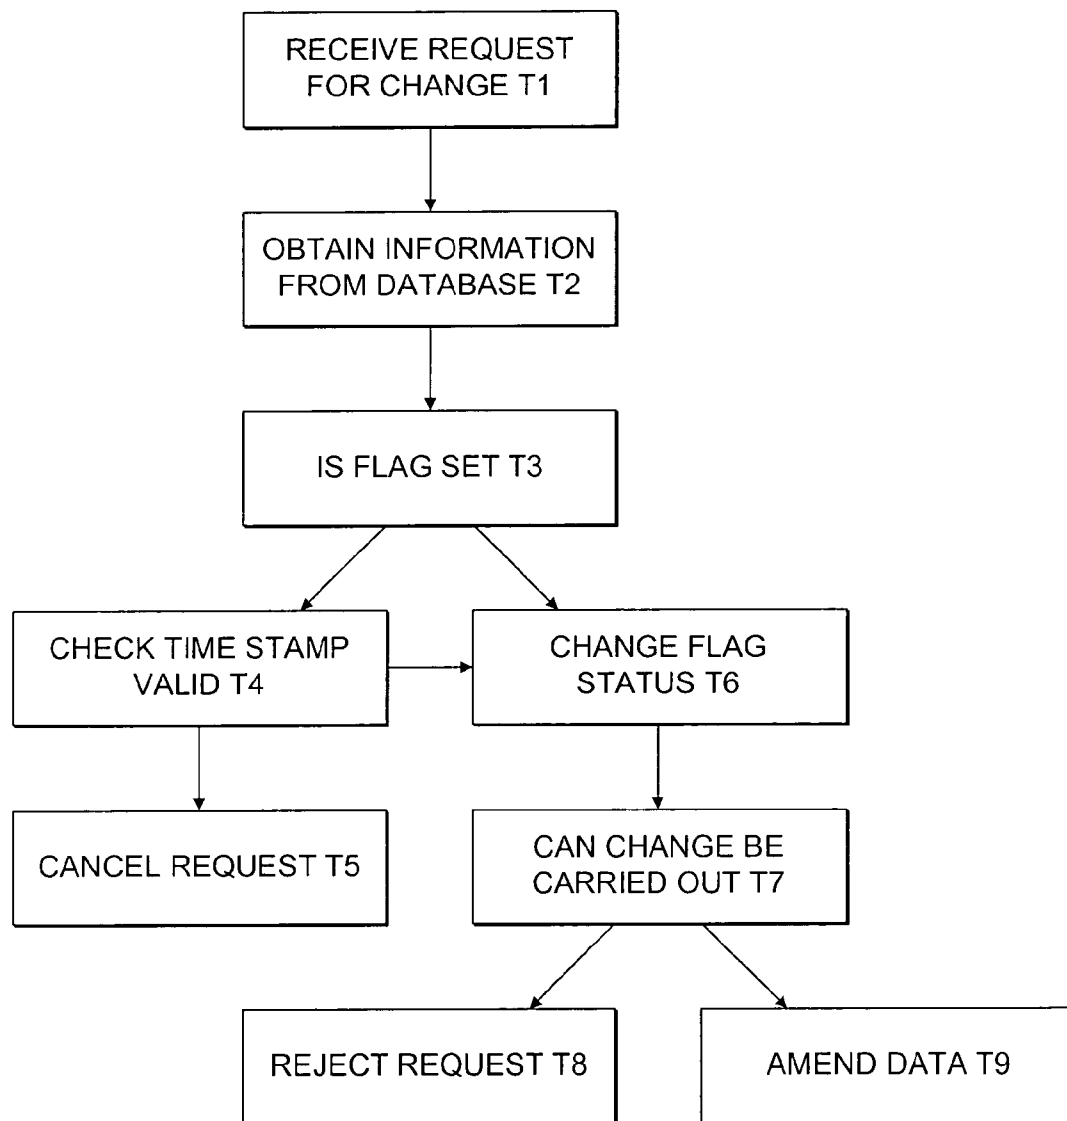 RECEIVE REQUEST
FOR CHANGE T1
OBTAIN INFORMATION
FROM DATABASE T2
IS FLAG SET T3
CHECK TIME STAMP
VALID T4
CHANGE FLAG
STATUS T6
CANCEL REQUEST T5
CAN CHANGE BE
CARRIED OUT T7
REJECT REQUEST T8
AMEND DATA T9